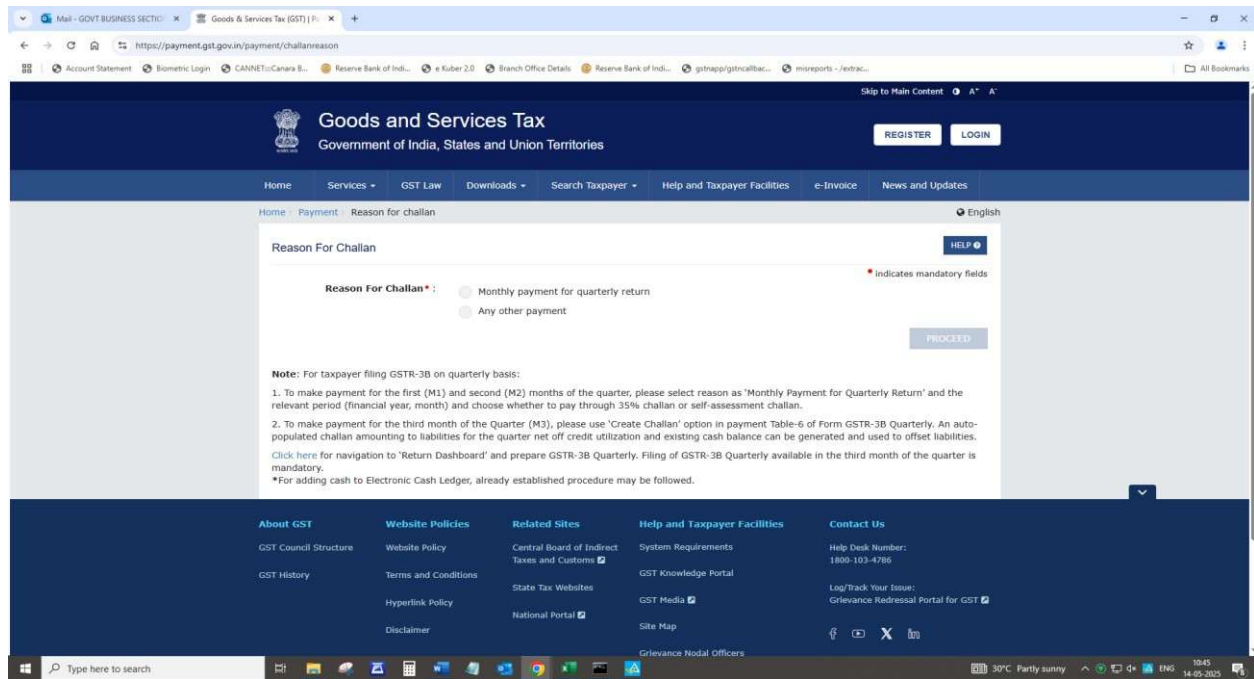 Mail - GOVT BUSINESS SECTIO
Goods & Services Tax (GST) | P
https://payment.gst.gov.in/payment/challanreason
Account Statement Biometric Login CANNET:::Canara B... Reserve Bank of Indi... e Kuber 2.0 Branch Office Details Reserve Bank of Indi... gstnapp/gstncallbac... misreports - /extrac... All Bookmarks
Skip to Main Content A+ A-
Goods and Services Tax
Government of India, States and Union Territories
REGISTER LOGIN
Home Services GST Law Downloads Search Taxpayer Help and Taxpayer Facilities e-Invoice News and Updates
Home Payment Reason for challan English
Reason For Challan HELP
• indicates mandatory fields
Reason For Challan• : Monthly payment for quarterly return
Any other payment
PROCEED
Note: For taxpayer filing GSTR-3B on quarterly basis:
1. To make payment for the first (M1) and second (M2) months of the quarter, please select reason as 'Monthly Payment for Quarterly Return' and the
relevant period (financial year, month) and choose whether to pay through 35% challan or self-assessment challan.
2. To make payment for the third month of the Quarter (M3), please use 'Create Challan' option in payment Table-6 of Form GSTR-3B Quarterly. An auto-
populated challan amounting to liabilities for the quarter net off credit utilization and existing cash balance can be generated and used to offset liabilities.
Click here for navigation to 'Return Dashboard' and prepare GSTR-3B Quarterly. Filing of GSTR-3B Quarterly available in the third month of the quarter is
mandatory.
*For adding cash to Electronic Cash Ledger, already established procedure may be followed.
About GST Website Policies Related Sites Help and Taxpayer Facilities Contact Us
GST Council Structure Website Policy Central Board of Indirect System Requirements Help Desk Number:
Taxes and Customs 1800-103-4786
GST History Terms and Conditions GST Knowledge Portal
State Tax Websites Log/Track Your Issue:
Hyperlink Policy GST Media Grievance Redressal Portal for GST
National Portal
Disclaimer Site Map
Grievance Nodal Officers
Type here to search 30°C Partly sunny ENG 10:45
14-05-2025